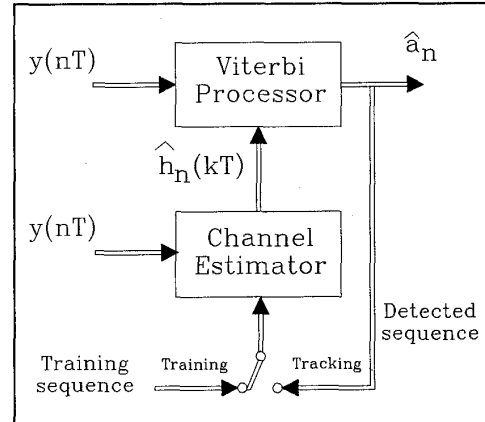 y(nT)
Viterbi
Processor
â_n
ĥ_n(kT)
y(nT)
Channel
Estimator
Detected
sequence
Training
sequence
Training
Tracking